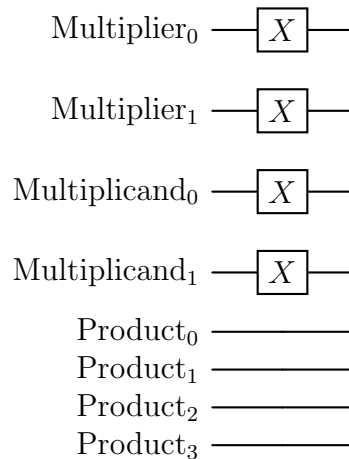 Multiplier₀ X
Multiplier₁ X
Multiplicand₀ X
Multiplicand₁ X
Product₀
Product₁
Product₂
Product₃